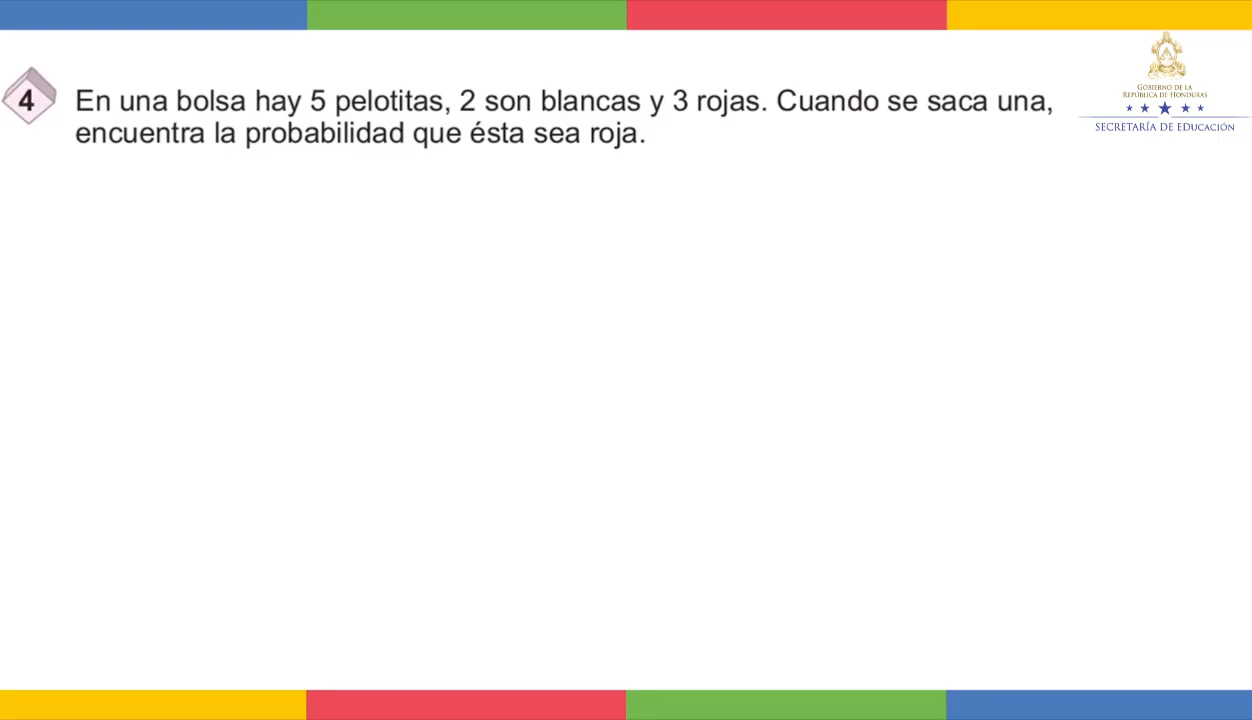 4
En una bolsa hay 5 pelotitas, 2 son blancas y 3 rojas. Cuando se saca una,
encuentra la probabilidad que ésta sea roja.
GOBIERNO DE LA
REPÚBLICA DE HONDURAS
SECRETARÍA DE EDUCACIÓN